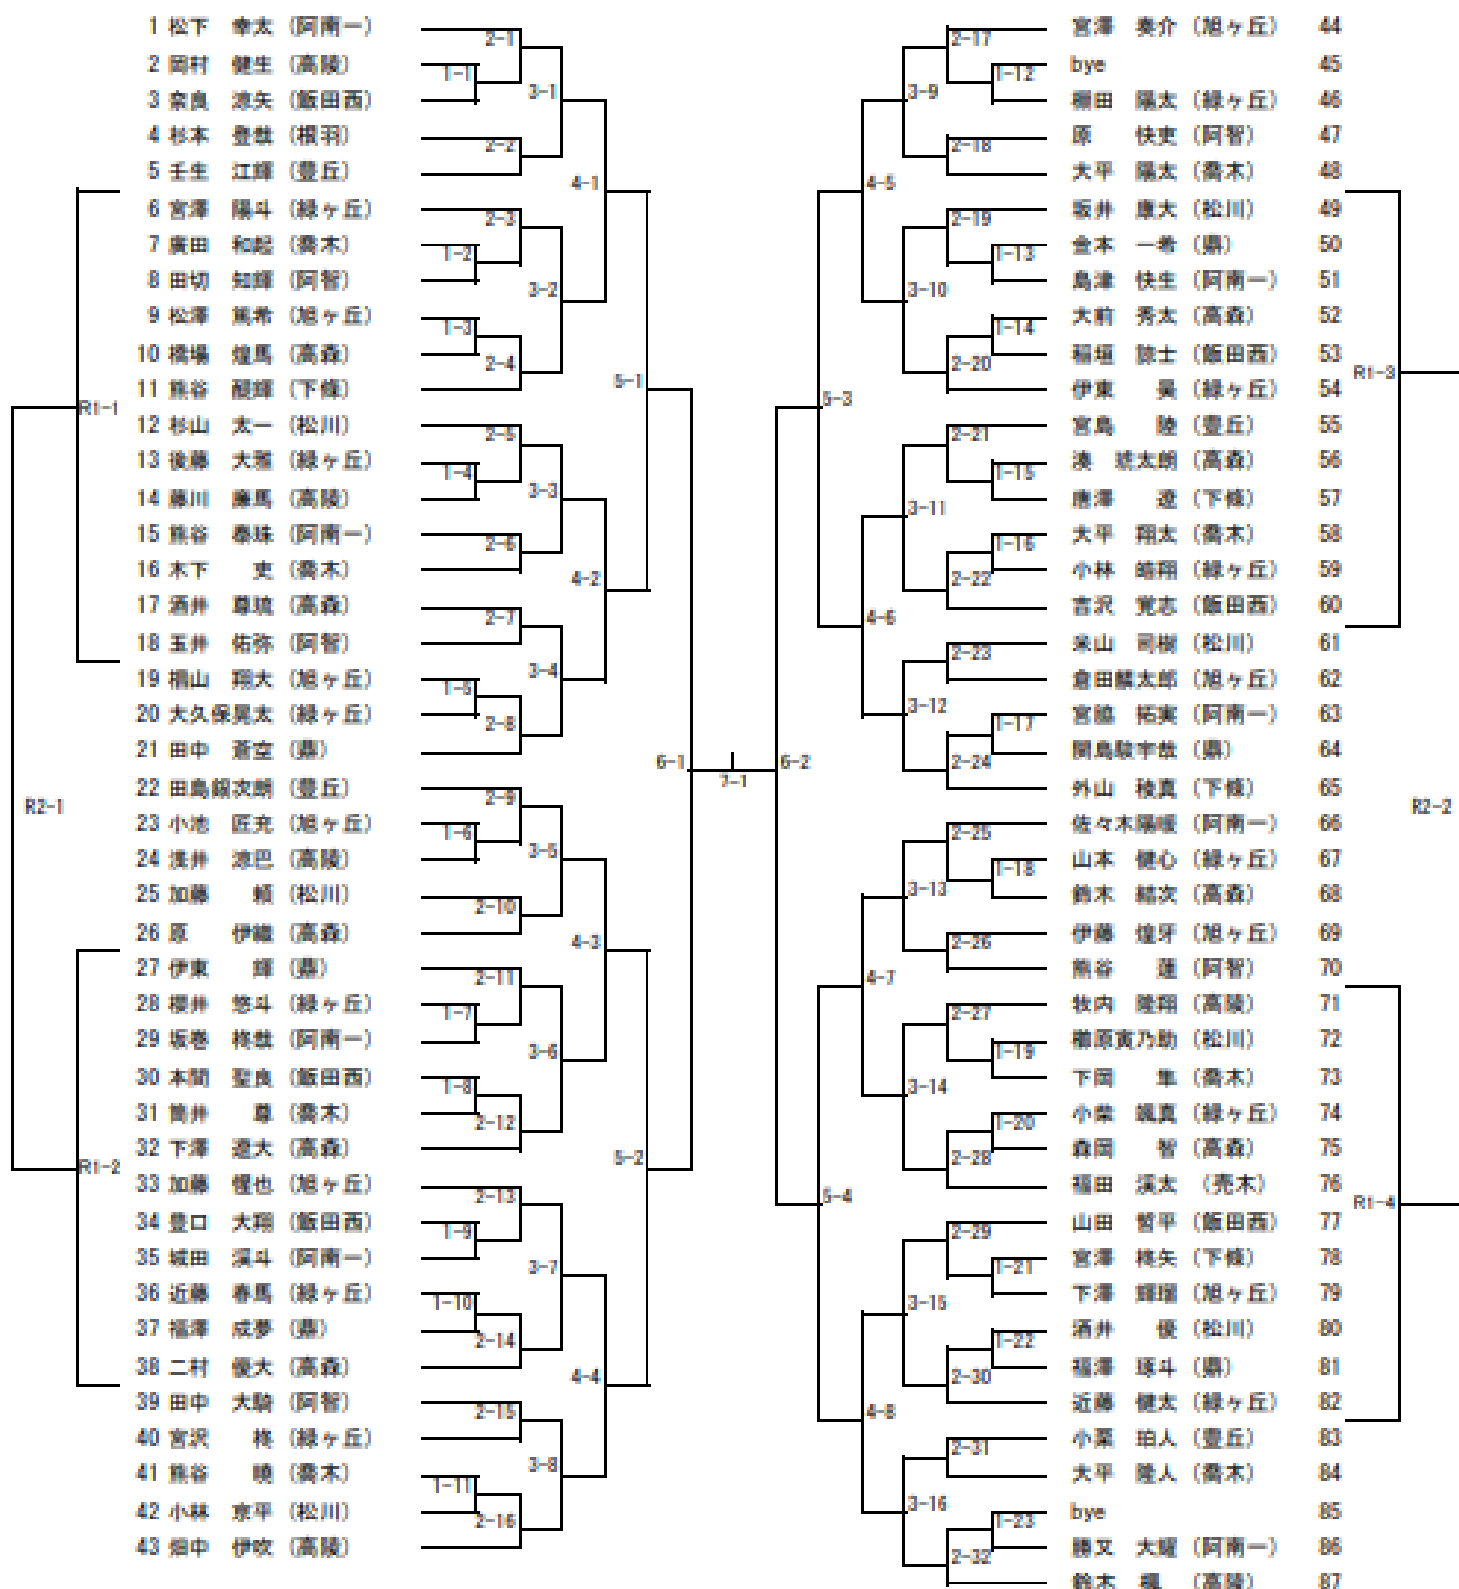 1 松下 幸太 (阿南一)
2 岡村 健生 (高陵)
3 奈良 涼矢 (飯田西)
4 杉本 登哉 (根羽)
5 壬生 江輝 (豊丘)
6 宮澤 陽斗 (緑ヶ丘)
7 廣田 和起 (喬木)
8 田切 知輝 (阿智)
9 松澤 篤希 (旭ヶ丘)
10 橋場 煌馬 (高森)
11 熊谷 醍輝 (下條)
12 杉山 太一 (松川)
13 後藤 大雅 (緑ヶ丘)
14 藤川 廉馬 (高陵)
15 熊谷 泰珠 (阿南一)
16 木下 吏 (喬木)
17 酒井 尊琉 (高森)
18 玉井 佑弥 (阿智)
19 檜山 翔大 (旭ヶ丘)
20 大久保晃太 (緑ヶ丘)
21 田中 蒼空 (鼎)
22 田島銀次朗 (豊丘)
23 小池 匠充 (旭ヶ丘)
24 浅井 涼巴 (高陵)
25 加藤 頼 (松川)
26 原 伊織 (高森)
27 伊東 輝 (鼎)
28 櫻井 悠斗 (緑ヶ丘)
29 坂巻 柊哉 (阿南一)
30 本間 聖良 (飯田西)
31 筒井 尊 (喬木)
32 下澤 遼大 (高森)
33 加藤 惺也 (旭ヶ丘)
34 豊口 大翔 (飯田西)
35 城田 渓斗 (阿南一)
36 近藤 春馬 (緑ヶ丘)
37 福澤 成夢 (鼎)
38 二村 優大 (高森)
39 田中 大騎 (阿智)
40 宮沢 柊 (緑ヶ丘)
41 熊谷 暁 (喬木)
42 小林 京平 (松川)
43 畑中 伊吹 (高陵)
R1-1
R2-1
R1-2
1-1
1-2
1-3
1-4
1-5
1-6
1-7
1-8
1-9
1-10
1-11
2-1
2-2
2-3
2-4
2-5
2-6
2-7
2-8
2-9
2-10
2-11
2-12
2-13
2-14
2-15
2-16
3-1
3-2
3-3
3-4
3-5
3-6
3-7
3-8
4-1
4-2
4-3
4-4
5-1
5-2
6-1
7-1
6-2
5-3
5-4
4-5
4-6
4-7
4-8
3-9
3-10
3-11
3-12
3-13
3-14
3-15
3-16
2-17
2-18
2-19
2-20
2-21
2-22
2-23
2-24
2-25
2-26
2-27
2-28
2-29
2-30
2-31
2-32
1-12
1-13
1-14
1-15
1-16
1-17
1-18
1-19
1-20
1-21
1-22
1-23
宮澤 奏介 (旭ヶ丘) 44
bye 45
棚田 陽太 (緑ヶ丘) 46
原 快吏 (阿智) 47
大平 陽太 (喬木) 48
坂井 康大 (松川) 49
金本 一希 (鼎) 50
島津 快生 (阿南一) 51
大前 秀太 (高森) 52
稲垣 諒士 (飯田西) 53
伊東 昊 (緑ヶ丘) 54
宮島 陸 (豊丘) 55
湊 琥太朗 (高森) 56
唐澤 遼 (下條) 57
大平 翔太 (喬木) 58
小林 皓翔 (緑ヶ丘) 59
吉沢 覚志 (飯田西) 60
米山 司樹 (松川) 61
倉田麟太郎 (旭ヶ丘) 62
宮脇 拓実 (阿南一) 63
関島駿宇哉 (鼎) 64
外山 稜真 (下條) 65
佐々木陽暖 (阿南一) 66
山本 健心 (緑ヶ丘) 67
鈴木 結次 (高森) 68
伊藤 煌牙 (旭ヶ丘) 69
熊谷 蓮 (阿智) 70
牧内 隆翔 (高陵) 71
櫛原寅乃助 (松川) 72
下岡 隼 (喬木) 73
小柴 颯真 (緑ヶ丘) 74
森岡 智 (高森) 75
福田 渓太 (売木) 76
山田 哲平 (飯田西) 77
宮澤 柊矢 (下條) 78
下澤 輝瑠 (旭ヶ丘) 79
酒井 優 (松川) 80
福澤 琢斗 (鼎) 81
近藤 健太 (緑ヶ丘) 82
小栗 珀人 (豊丘) 83
大平 隆人 (喬木) 84
bye 85
勝又 大耀 (阿南一) 86
鈴木 楓 (高陵) 87
R1-3
R2-2
R1-4